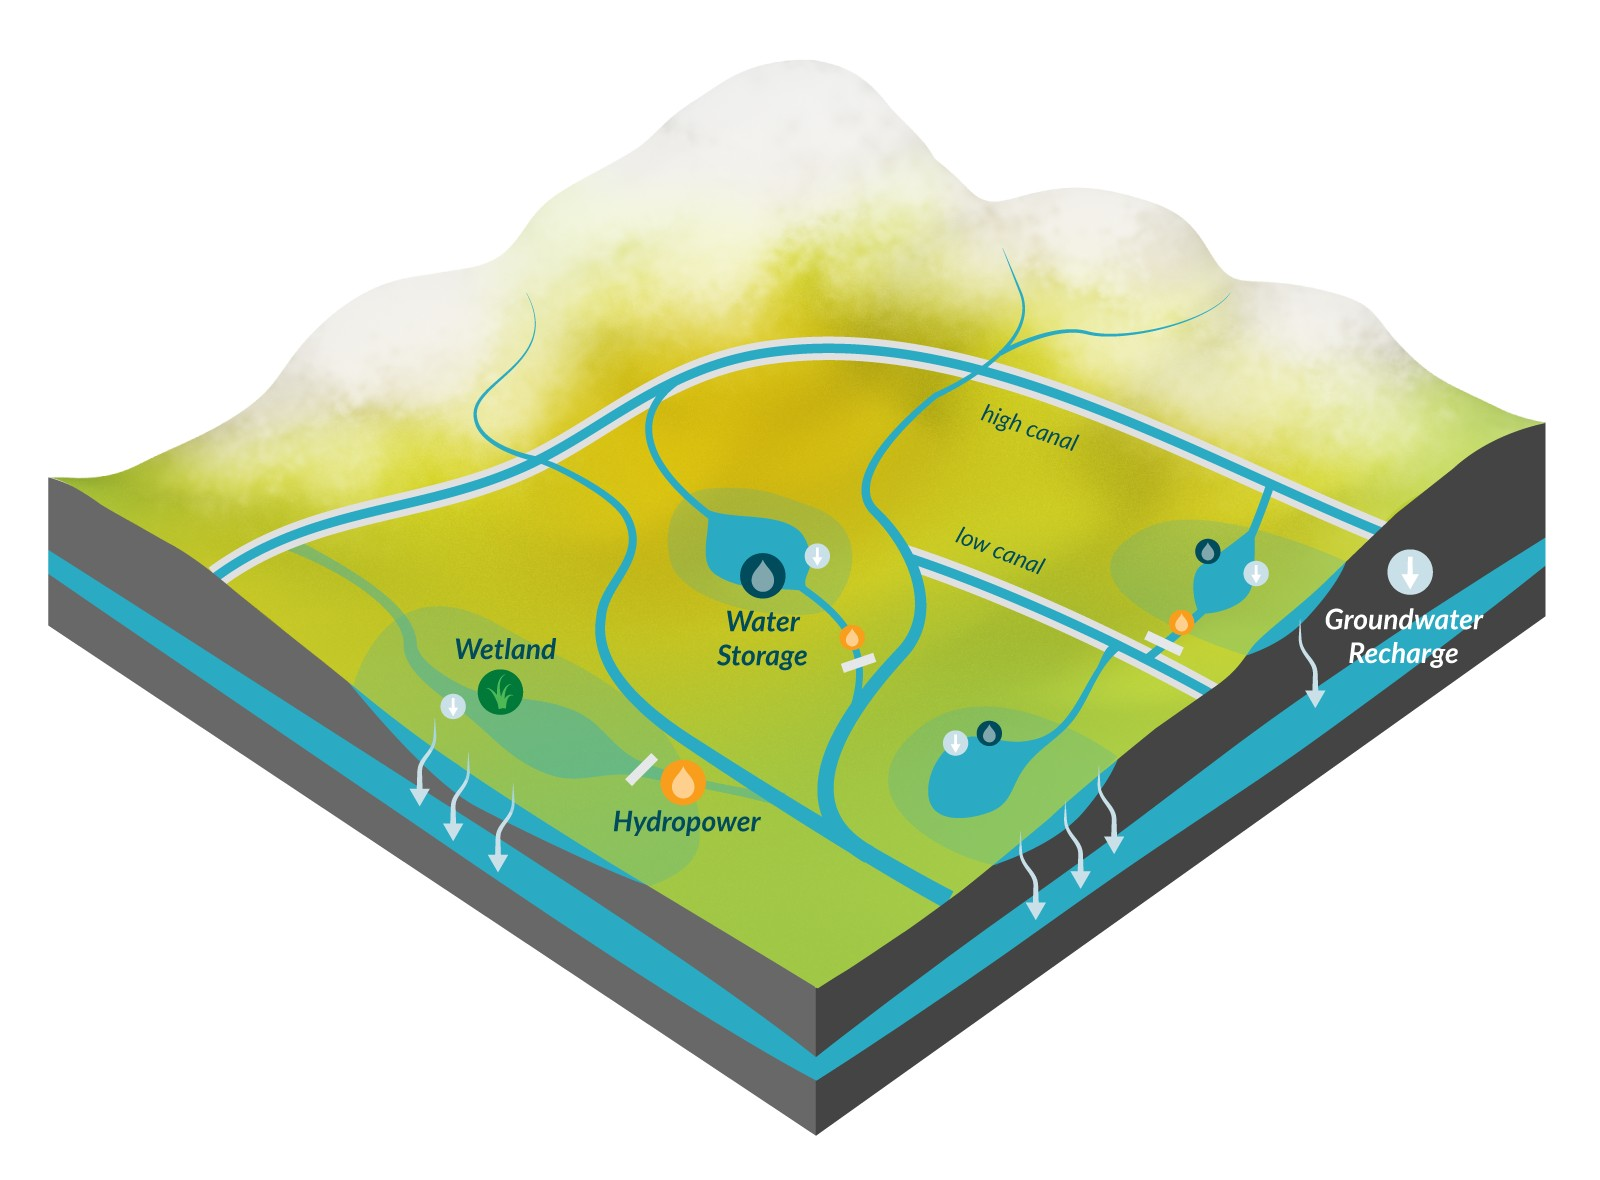 high canal
low canal
Water
Storage
Groundwater
Recharge
Wetland
Hydropower